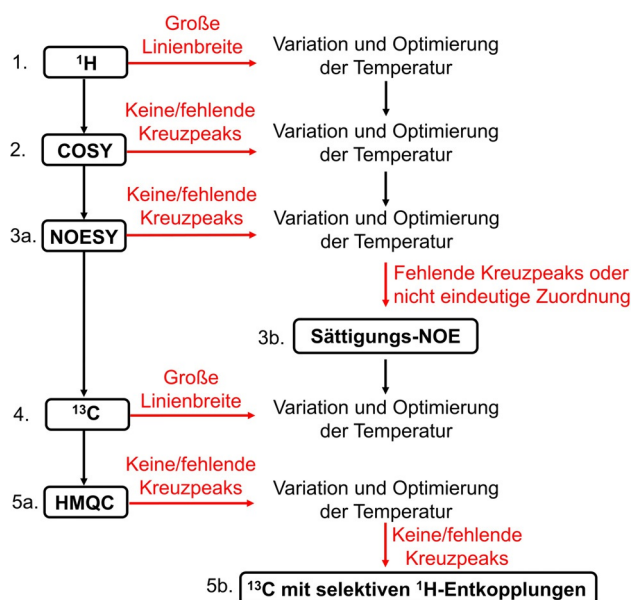 Große
Linienbreite
1.
¹H
Variation und Optimierung
der Temperatur
Keine/fehlende
Kreuzpeaks
2.
COSY
Variation und Optimierung
der Temperatur
Keine/fehlende
Kreuzpeaks
3a.
NOESY
Variation und Optimierung
der Temperatur
Fehlende Kreuzpeaks oder
nicht eindeutige Zuordnung
3b.
Sättigungs-NOE
Große
Linienbreite
4.
¹³C
Variation und Optimierung
der Temperatur
Keine/fehlende
Kreuzpeaks
5a.
HMQC
Variation und Optimierung
der Temperatur
Keine/fehlende
Kreuzpeaks
5b.
¹³C mit selektiven ¹H-Entkopplungen